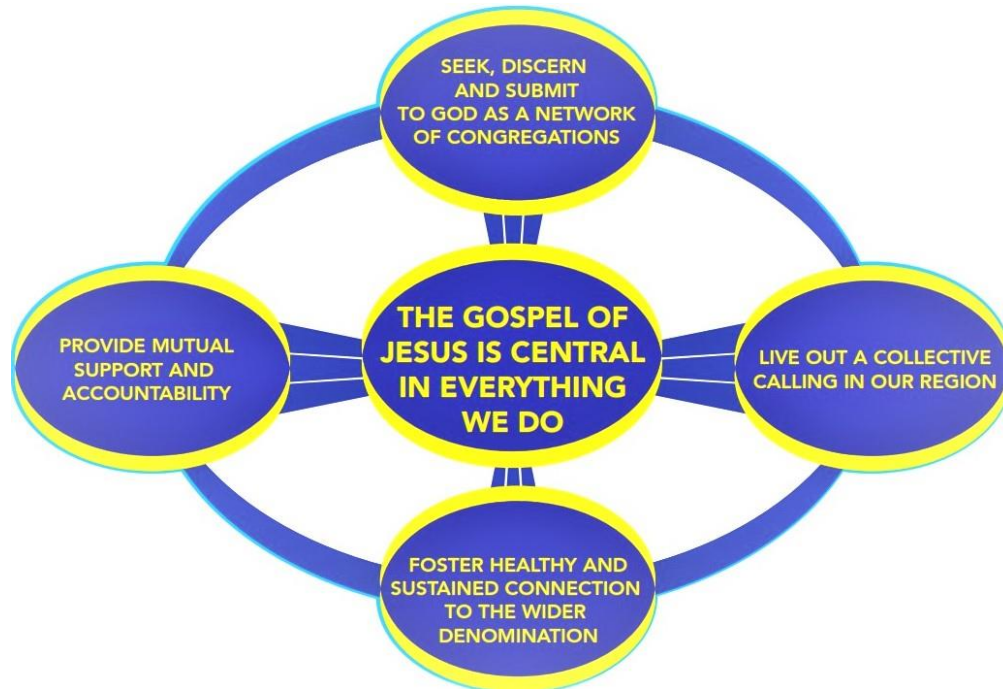 SEEK, DISCERN
AND SUBMIT
TO GOD AS A NETWORK
OF CONGREGATIONS
PROVIDE MUTUAL
SUPPORT AND
ACCOUNTABILITY
THE GOSPEL OF
JESUS IS CENTRAL
IN EVERYTHING
WE DO
LIVE OUT A COLLECTIVE
CALLING IN OUR REGION
FOSTER HEALTHY AND
SUSTAINED CONNECTION
TO THE WIDER
DENOMINATION